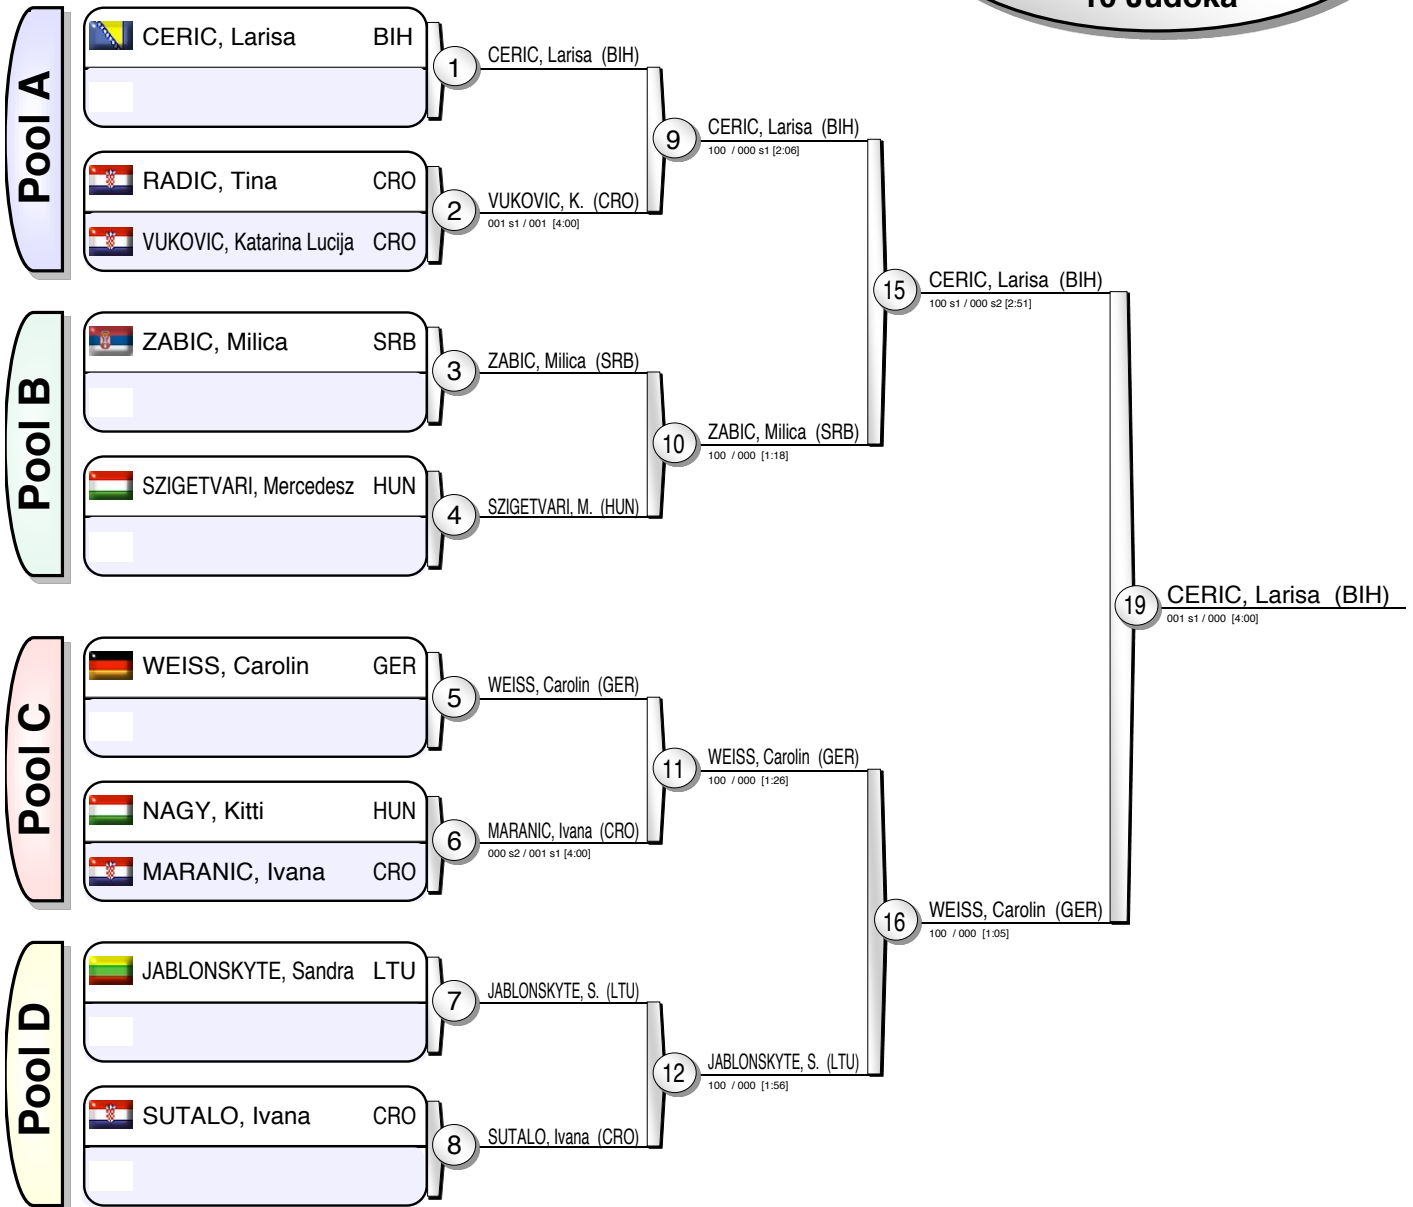 10 Judoka
Pool A
CERIC, Larisa BIH
RADIC, Tina CRO
VUKOVIC, Katarina Lucija CRO
1
CERIC, Larisa (BIH)
2
VUKOVIC, K. (CRO)
001 s1 / 001 [4:00]
9
CERIC, Larisa (BIH)
100 / 000 s1 [2:06]
Pool B
ZABIC, Milica SRB
SZIGETVARI, Mercedesz HUN
3
ZABIC, Milica (SRB)
4
SZIGETVARI, M. (HUN)
10
ZABIC, Milica (SRB)
100 / 000 [1:18]
15
CERIC, Larisa (BIH)
100 s1 / 000 s2 [2:51]
Pool C
WEISS, Carolin GER
NAGY, Kitti HUN
MARANIC, Ivana CRO
5
WEISS, Carolin (GER)
6
MARANIC, Ivana (CRO)
000 s2 / 001 s1 [4:00]
11
WEISS, Carolin (GER)
100 / 000 [1:26]
Pool D
JABLONSKYTE, Sandra LTU
SUTALO, Ivana CRO
7
JABLONSKYTE, S. (LTU)
8
SUTALO, Ivana (CRO)
12
JABLONSKYTE, S. (LTU)
100 / 000 [1:56]
16
WEISS, Carolin (GER)
100 / 000 [1:05]
19
CERIC, Larisa (BIH)
001 s1 / 000 [4:00]